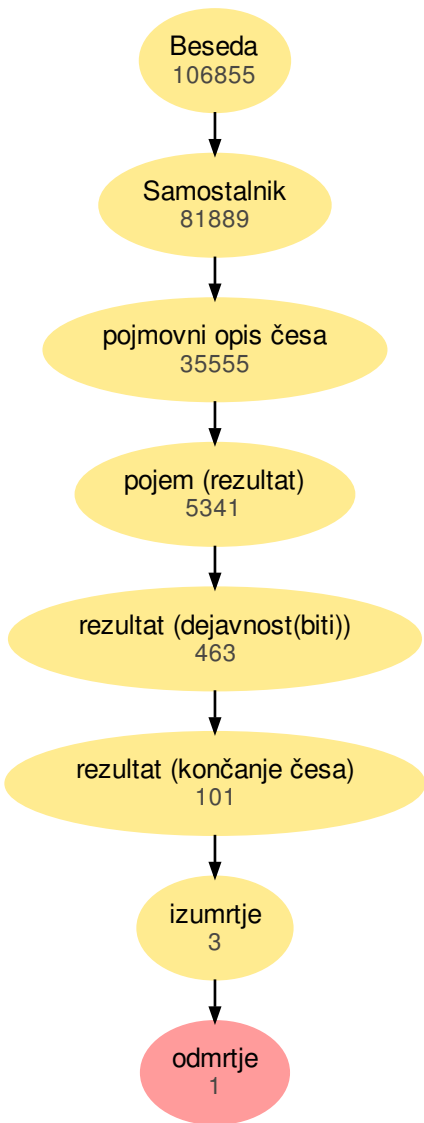 Beseda
106855
Samostalnik
81889
pojmovni opis česa
35555
pojem (rezultat)
5341
rezultat (dejavnost(biti))
463
rezultat (končanje česa)
101
izumrtje
3
odmrtje
1